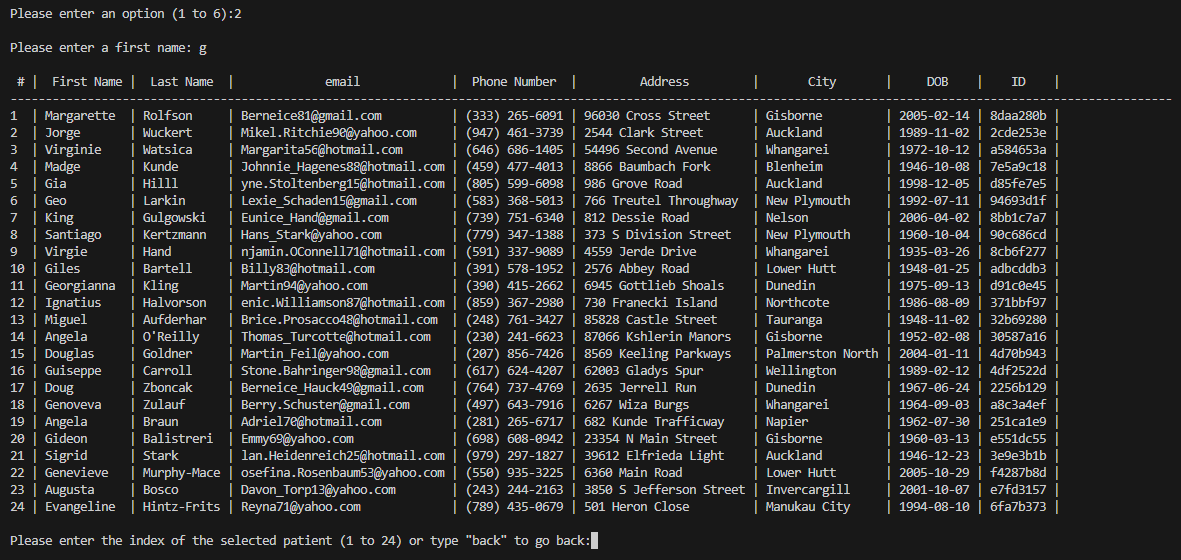 Please enter an option (1 to 6):2
Please enter a first name: g
# | First Name | Last Name | email | Phone Number | Address | City | DOB | ID |
--------------------------------------------------------------------------------
1 | Margarette | Rolfson | Berneice81@gmail.com | (333) 265-6091 | 96030 Cross Street | Gisborne | 2005-02-14 | 8daa280b |
2 | Jorge | Wuckert | Mikel.Ritchie90@yahoo.com | (947) 461-3739 | 2544 Clark Street | Auckland | 1989-11-02 | 2cde253e |
3 | Virginie | Watsica | Margarita56@hotmail.com | (646) 686-1405 | 54496 Second Avenue | Whangarei | 1972-10-12 | a584653a |
4 | Madge | Kunde | Johnnie_Hagenes88@hotmail.com | (459) 477-4013 | 8866 Baumbach Fork | Blenheim | 1946-10-08 | 7e5a9c18 |
5 | Gia | Hilll | yne.Stoltenberg15@hotmail.com | (805) 599-6098 | 986 Grove Road | Auckland | 1998-12-05 | d85fe7e5 |
6 | Geo | Larkin | Lexie_Schaden15@gmail.com | (583) 368-5013 | 766 Treutel Throughway | New Plymouth | 1992-07-11 | 94693d1f |
7 | King | Gulgowski | Eunice_Hand@gmail.com | (739) 751-6340 | 812 Dessie Road | Nelson | 2006-04-02 | 8bb1c7a7 |
8 | Santiago | Kertzmann | Hans_Stark@yahoo.com | (779) 347-1388 | 373 S Division Street | New Plymouth | 1960-10-04 | 90c686cd |
9 | Virgie | Hand | njamin.OConnell71@hotmail.com | (591) 337-9089 | 4559 Jerde Drive | Whangarei | 1935-03-26 | 8cb6f277 |
10 | Giles | Bartell | Billy83@hotmail.com | (391) 578-1952 | 2576 Abbey Road | Lower Hutt | 1948-01-25 | adbcddb3 |
11 | Georgianna | Kling | Martin94@yahoo.com | (390) 415-2662 | 6945 Gottlieb Shoals | Dunedin | 1975-09-13 | d91c0e45 |
12 | Ignatius | Halvorson | enic.Williamson87@hotmail.com | (859) 367-2980 | 730 Franecki Island | Northcote | 1986-08-09 | 371bbf97 |
13 | Miguel | Aufderhar | Brice.Prosacco48@hotmail.com | (248) 761-3427 | 85828 Castle Street | Tauranga | 1948-11-02 | 32b69280 |
14 | Angela | O'Reilly | Thomas_Turcotte@hotmail.com | (230) 241-6623 | 87066 Kshlerin Manors | Gisborne | 1952-02-08 | 30587a16 |
15 | Douglas | Goldner | Martin_Feil@yahoo.com | (207) 856-7426 | 8569 Keeling Parkways | Palmerston North | 2004-01-11 | 4d70b943 |
16 | Guiseppe | Carroll | Stone.Bahringer98@gmail.com | (617) 624-4207 | 62003 Gladys Spur | Wellington | 1989-02-12 | 4df2522d |
17 | Doug | Zboncak | Berneice_Hauck49@gmail.com | (764) 737-4769 | 2635 Jerrell Run | Dunedin | 1967-06-24 | 2256b129 |
18 | Genoveva | Zulauf | Berry.Schuster@gmail.com | (497) 643-7916 | 6267 Wiza Burgs | Whangarei | 1964-09-03 | a8c3a4ef |
19 | Angela | Braun | Adriel70@hotmail.com | (281) 265-6717 | 682 Kunde Trafficway | Napier | 1962-07-30 | 251ca1e9 |
20 | Gideon | Balistreri | Emmy69@yahoo.com | (698) 608-0942 | 23354 N Main Street | Gisborne | 1960-03-13 | e551dc55 |
21 | Sigrid | Stark | lan.Heidenreich25@hotmail.com | (979) 297-1827 | 39612 Elfrieda Light | Auckland | 1946-12-23 | 3e9e3b1b |
22 | Genevieve | Murphy-Mace | osefina.Rosenbaum53@yahoo.com | (550) 935-3225 | 6360 Main Road | Lower Hutt | 2005-10-29 | f4287b8d |
23 | Augusta | Bosco | Davon_Torp13@yahoo.com | (243) 244-2163 | 3850 S Jefferson Street | Invercargill | 2001-10-07 | e7fd3157 |
24 | Evangeline | Hintz-Frits | Reyna71@yahoo.com | (789) 435-0679 | 501 Heron Close | Manukau City | 1994-08-10 | 6fa7b373 |
Please enter the index of the selected patient (1 to 24) or type "back" to go back: